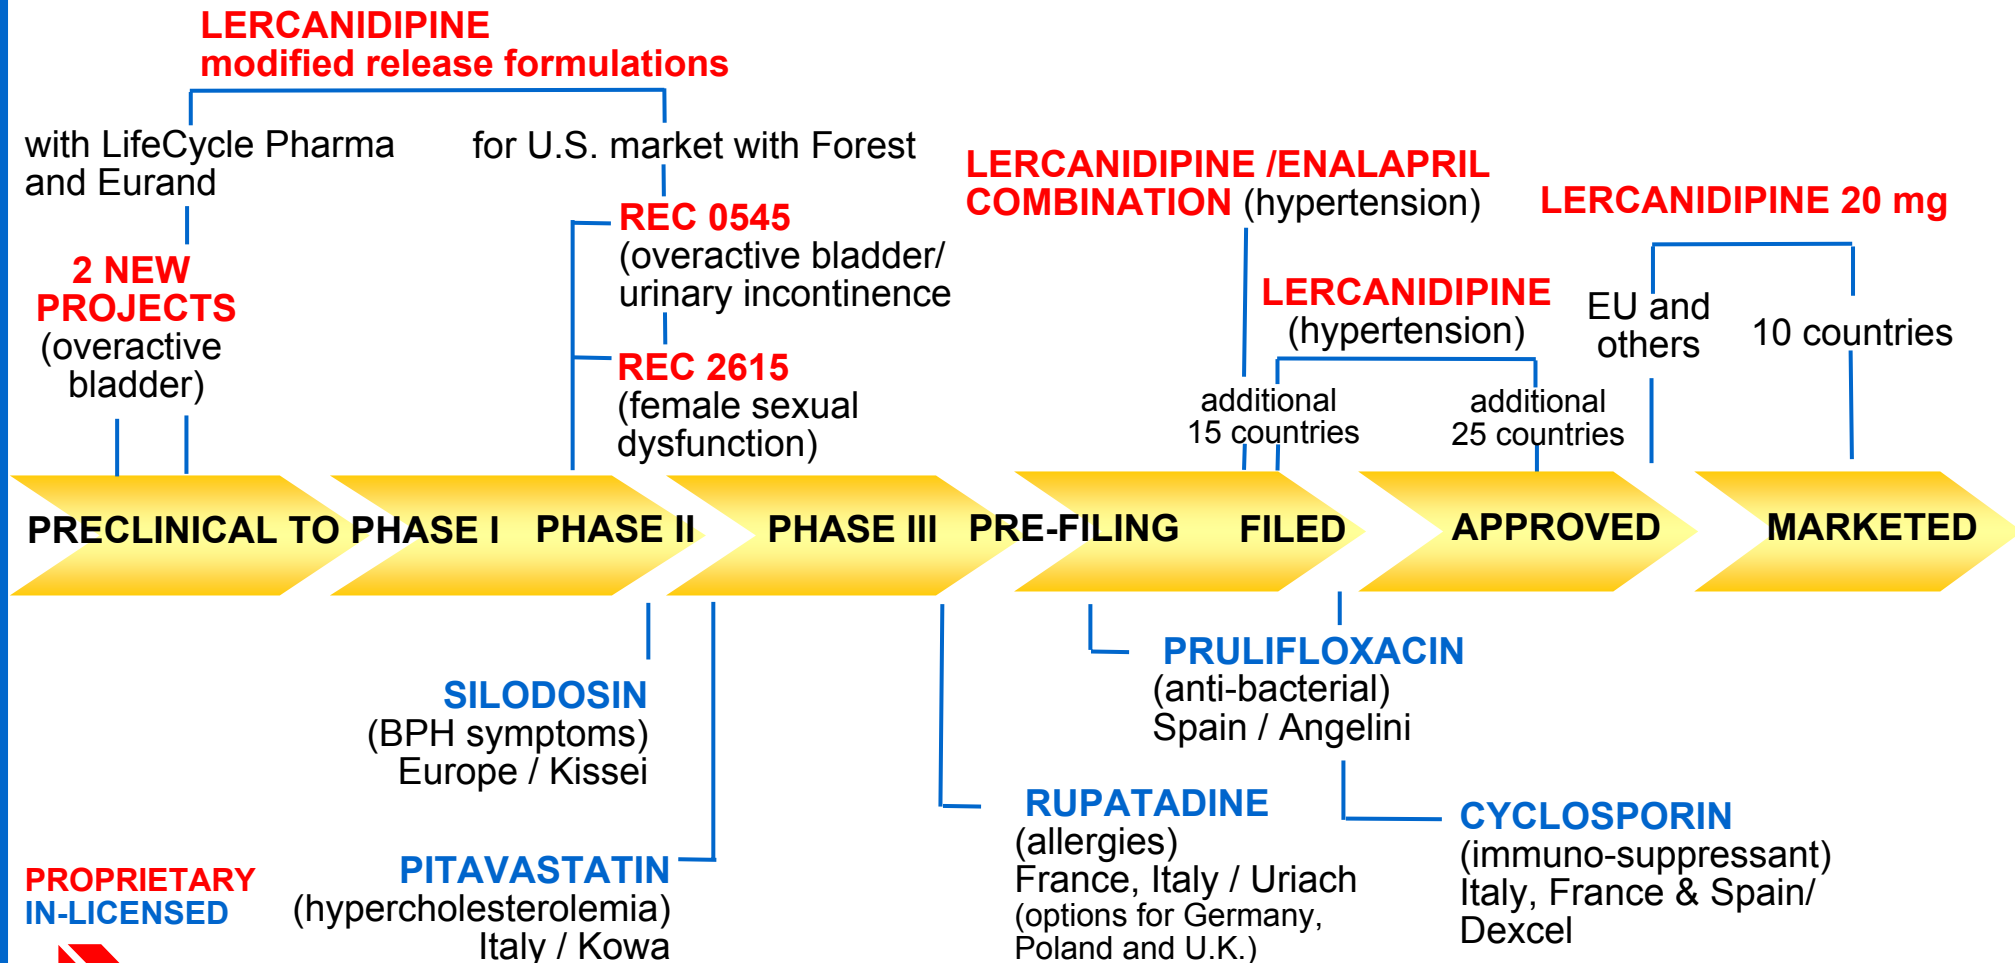 LERCANIDIPINE
modified release formulations
with LifeCycle Pharma
and Eurand
for U.S. market with Forest
2 NEW
PROJECTS
(overactive
bladder)
REC 0545
(overactive bladder/
urinary incontinence
REC 2615
(female sexual
dysfunction)
LERCANIDIPINE /ENALAPRIL
COMBINATION (hypertension)
LERCANIDIPINE
(hypertension)
additional
15 countries
additional
25 countries
LERCANIDIPINE 20 mg
EU and
others
10 countries
PRECLINICAL TO PHASE I PHASE II PHASE III PRE-FILING FILED APPROVED MARKETED
SILODOSIN
(BPH symptoms)
Europe / Kissei
PITAVASTATIN
(hypercholesterolemia)
Italy / Kowa
PRULIFLOXACIN
(anti-bacterial)
Spain / Angelini
RUPATADINE
(allergies)
France, Italy / Uriach
(options for Germany,
Poland and U.K.)
CYCLOSPORIN
(immuno-suppressant)
Italy, France & Spain/
Dexcel
PROPRIETARY
IN-LICENSED